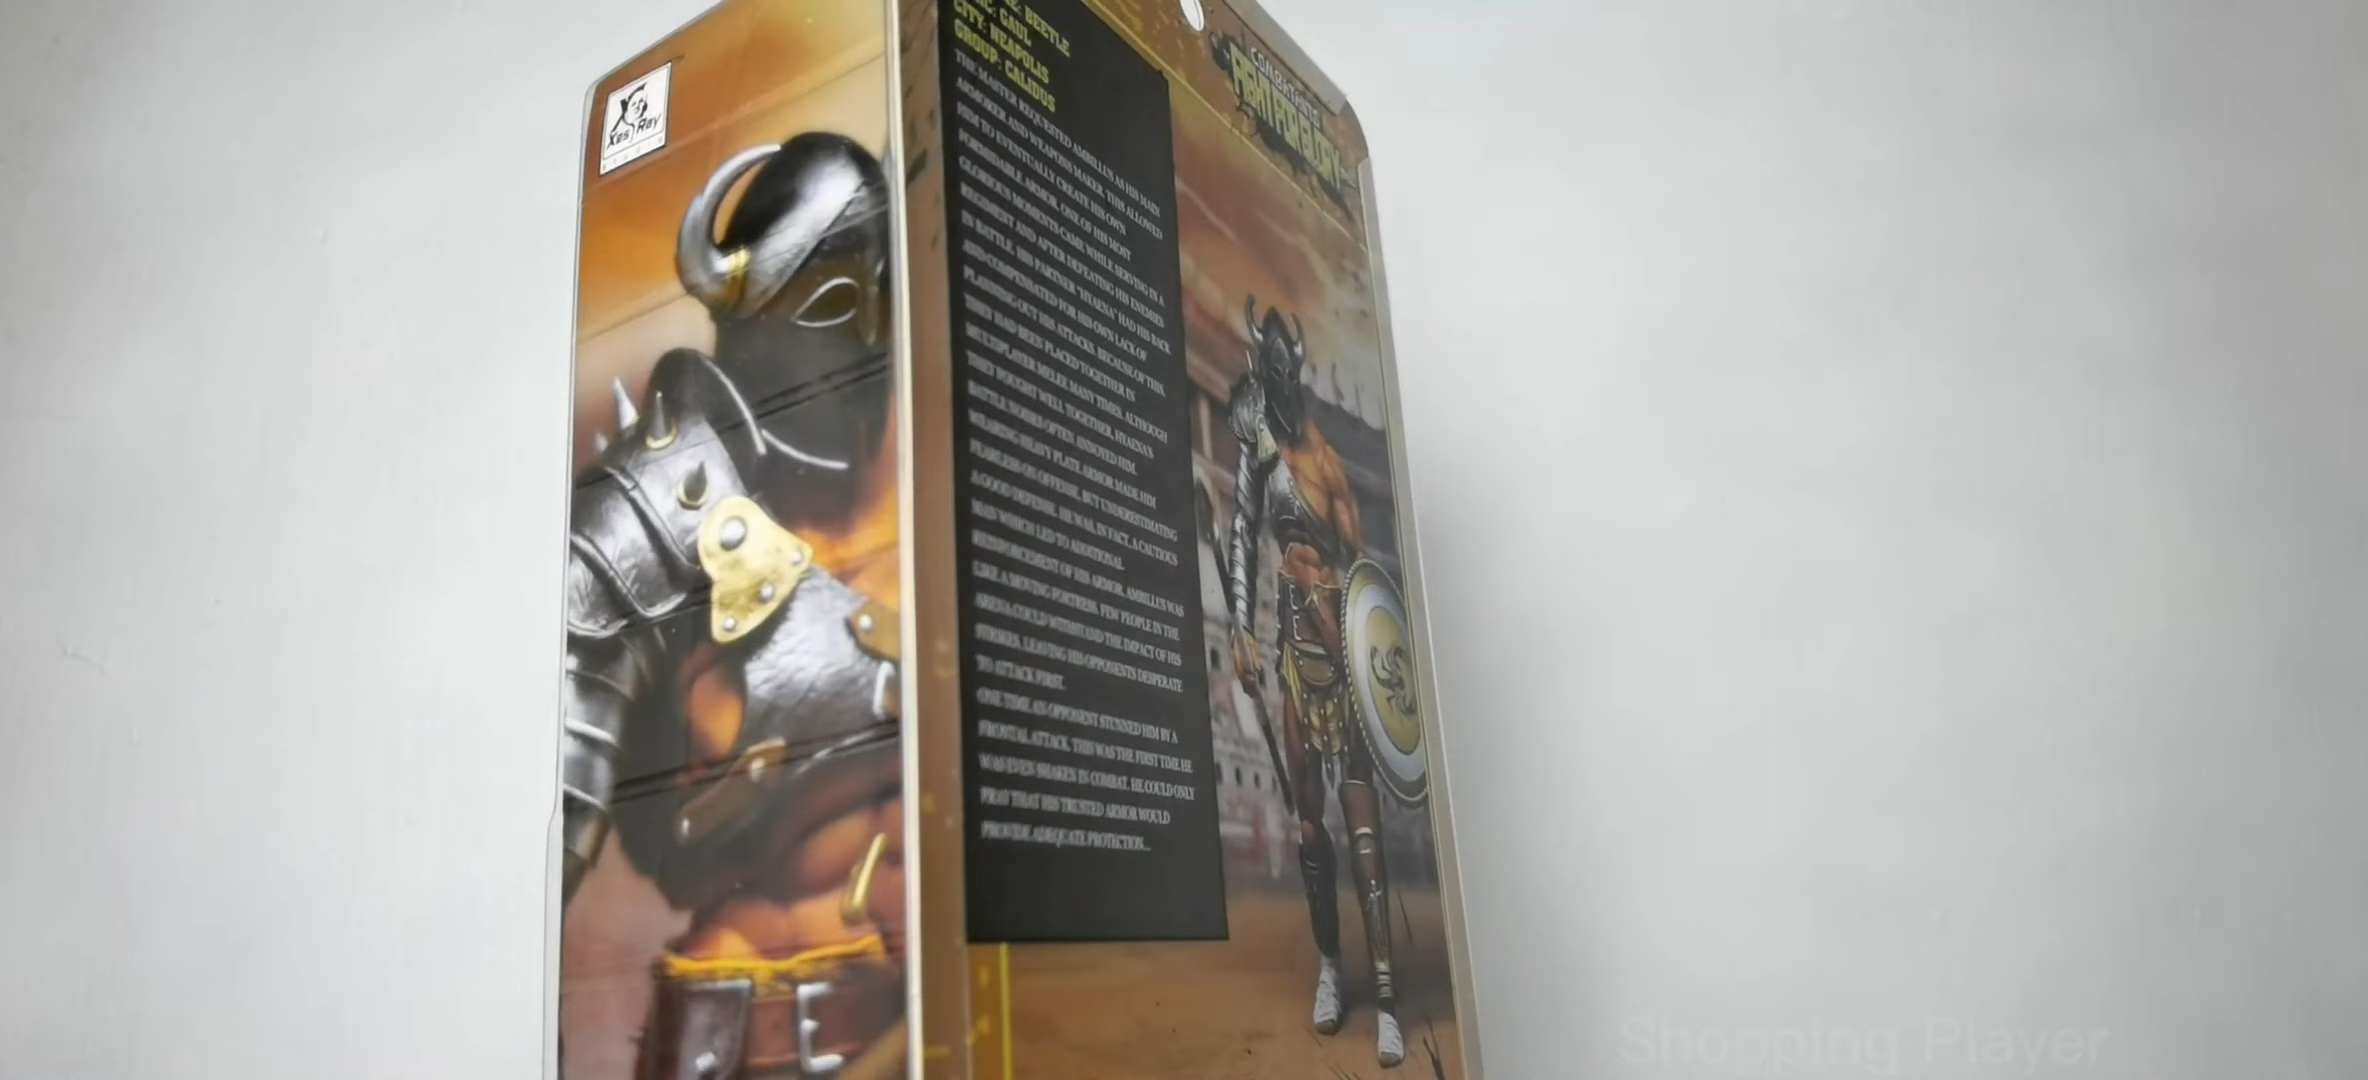 XesRay
STUDIO
BEETLE
GAUL
CITY: NEAPOLIS
GROUP: CALIDUS
THE MASTER REQUESTED AMBILLUS AS HIS MAIN
ARMORER AND WEAPONS MAKER. THIS ALLOWED
HIM TO EVENTUALLY CREATE HIS OWN
FORMIDABLE ARMOR. ONE OF HIS MOST
GLORIOUS MOMENTS CAME WHILE SERVING IN A
REGIMENT AND AFTER DEFEATING HIS ENEMIES
IN BATTLE. HIS PARTNER "HYAENA" HAD HIS BACK
AND COMPENSATED FOR HIS OWN LACK OF
PLANNING OUT HIS ATTACKS. BECAUSE OF THIS,
THEY HAD BEEN PLACED TOGETHER IN
MULTIPLAYER MELEE MANY TIMES. ALTHOUGH
THEY FOUGHT WELL TOGETHER, HYAENA'S
BATTLE NOISES OFTEN ANNOYED HIM.
WEARING HEAVY PLATE ARMOR MADE HIM
FEARLESS ON OFFENSE, BUT UNDERESTIMATING
A GOOD DEFENSE. HE WAS, IN FACT, A CAUTIOUS
MAN WHICH LED TO ADDITIONAL
REINFORCEMENT OF HIS ARMOR. AMBILLUS WAS
LIKE A MOVING FORTRESS. FEW PEOPLE IN THE
ARENA COULD WITHSTAND THE IMPACT OF HIS
STRIKES, LEAVING HIS OPPONENTS DESPERATE
TO ATTACK FIRST.
ONE TIME AN OPPONENT STUNNED HIM BY A
FRONTAL ATTACK. THIS WAS THE FIRST TIME HE
WAS EVEN SHAKEN IN COMBAT. HE COULD ONLY
PRAY THAT HIS TRUSTED ARMOR WOULD
PROVIDE ADEQUATE PROTECTION...
COMBATANTS
FIGHT FOR GLORY
Shopping Player